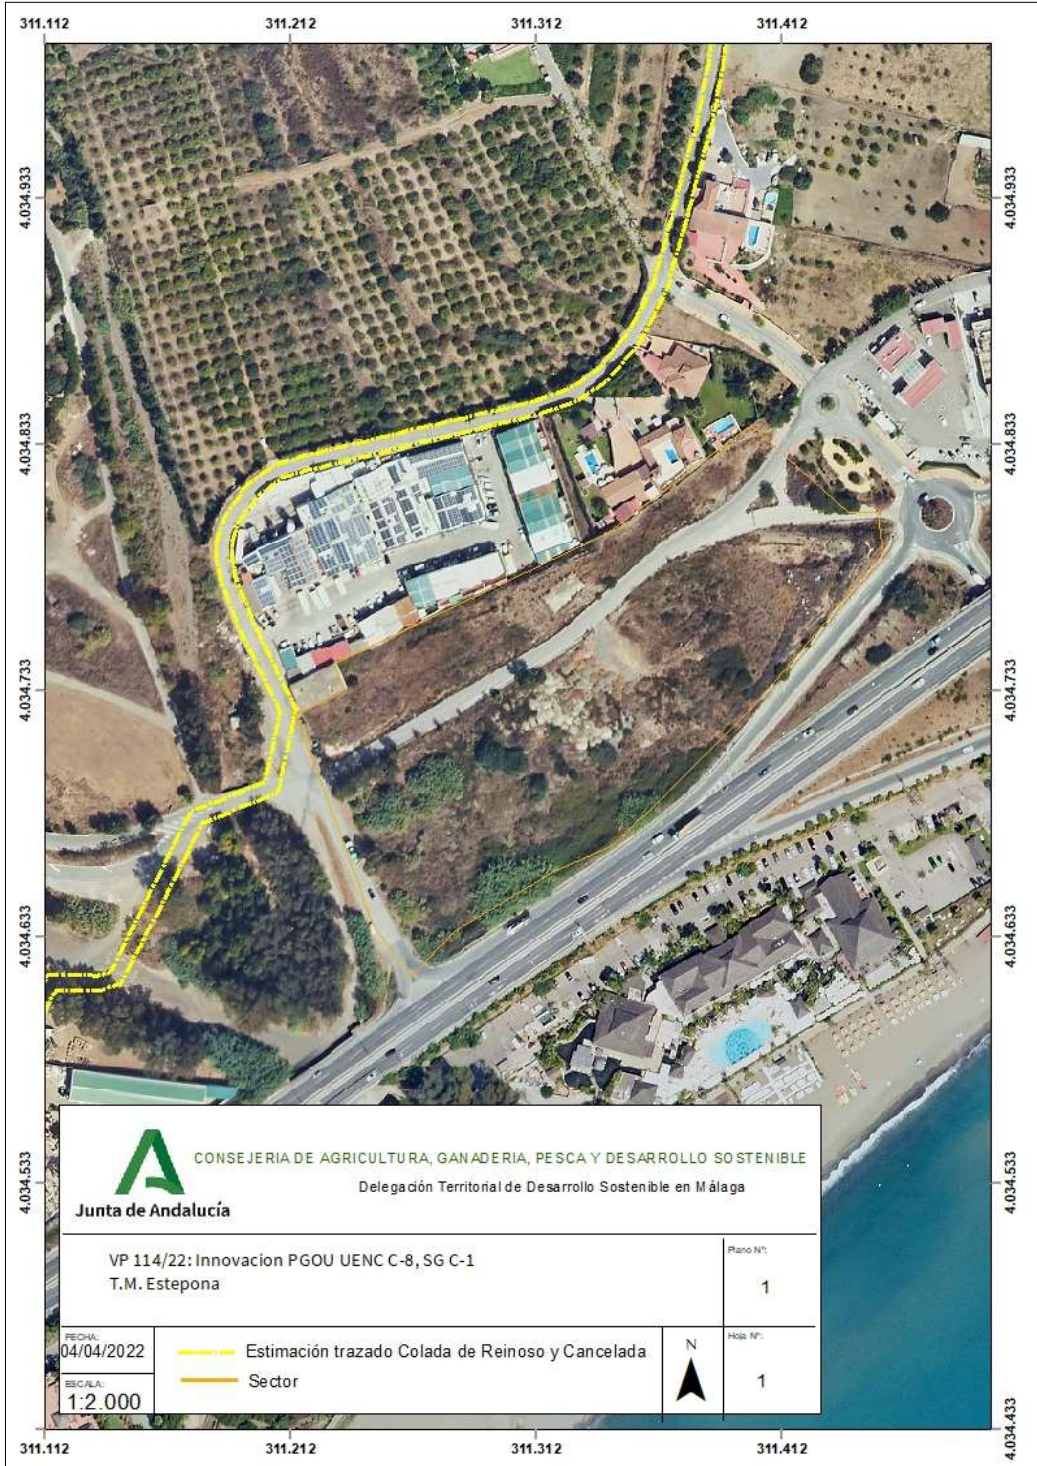 311.112
311.212
311.312
311.412
4.034.933
4.034.933
4.034.833
4.034.833
4.034.733
4.034.733
4.034.633
4.034.633
4.034.533
4.034.533
4.034.433
CONSEJERIA DE AGRICULTURA, GANADERIA, PESCA Y DESARROLLO SOSTENIBLE
Delegación Territorial de Desarrollo Sostenible en Málaga
Junta de Andalucía
VP 114/22: Innovacion PGOU UENC C-8, SG C-1
T.M. Estepona
Plano Nº:
1
FECHA:
04/04/2022
ESCALA:
1:2.000
Estimación trazado Colada de Reinoso y Cancelada
Sector
N
Hoja Nº:
1
311.112
311.212
311.312
311.412